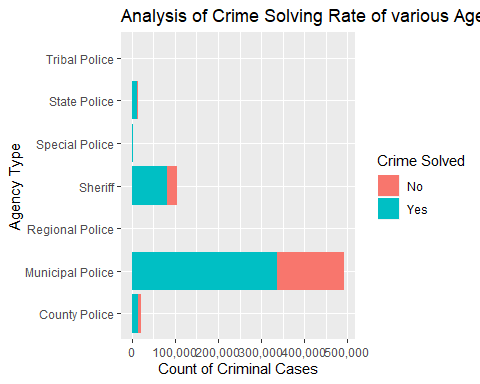 Analysis of Crime Solving Rate of various Age
Tribal Police
State Police
Special Police
Sheriff
Regional Police
Municipal Police
County Police
Agency Type
0 100,000 200,000 300,000 400,000 500,000
Count of Criminal Cases
Crime Solved
No
Yes